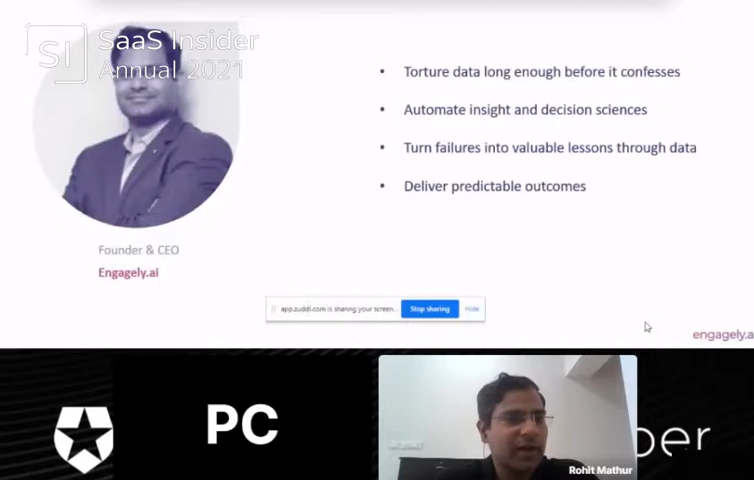 SI
SaaS Insider
Annual 2021
• Torture data long enough before it confesses
• Automate insight and decision sciences
• Turn failures into valuable lessons through data
• Deliver predictable outcomes
Founder & CEO
Engagely.ai
app.zuddl.com is sharing your screen.
Stop sharing
Hide
engagely.a
PC
Rohit Mathur
ber